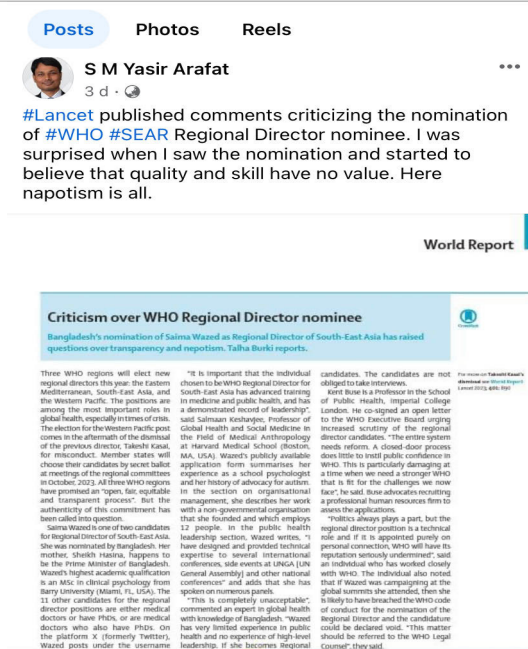 Posts Photos Reels
S M Yasir Arafat
3 d ·
#Lancet published comments criticizing the nomination
of #WHO #SEAR Regional Director nominee. I was
surprised when I saw the nomination and started to
believe that quality and skill have no value. Here
napotism is all.
World Report
Criticism over WHO Regional Director nominee
Bangladesh's nomination of Saima Wazed as Regional Director of South-East Asia has raised
questions over transparency and nepotism. Talha Burki reports.
Three WHO regions will elect new
regional directors this year: the Eastern
Mediterranean, South-East Asia, and
the Western Pacific. The positions are
among the most important roles in
global health, especially in times of crisis.
The election for the Western Pacific post
comes in the aftermath of the dismissal
of the previous director, Takeshi Kasai,
for misconduct. Member states will
choose their candidates by secret ballot
at meetings of the regional committees
in October, 2023. All three WHO regions
have promised an "open, fair, equitable
and transparent process". But the
authenticity of this commitment has
been called into question.
Saima Wazed is one of two candidates
for Regional Director of South-East Asia.
She was nominated by Bangladesh. Her
mother, Sheikh Hasina, happens to
be the Prime Minister of Bangladesh.
Wazed's highest academic qualification
is an MSc in clinical psychology from
Barry University (Miami, FL, USA). The
11 other candidates for the regional
director positions are either medical
doctors or have PhDs, or are medical
doctors who also have PhDs. On
the platform X (formerly Twitter),
Wazed posts under the username
"It is important that the individual
chosen to be WHO Regional Director for
South-East Asia has advanced training
in medicine and public health, and has
a demonstrated record of leadership",
said Salmaan Keshavjee, Professor of
Global Health and Social Medicine in
the Field of Medical Anthropology
at Harvard Medical School (Boston,
MA, USA). Wazed's publicly available
application form summarises her
experience as a school psychologist
and her history of advocacy for autism.
In the section on organisational
management, she describes her work
with a non-governmental organisation
that she founded and which employs
12 people. In the public health
leadership section, Wazed writes, "I
have designed and provided technical
expertise to several international
conferences, side events at UNGA [UN
General Assembly] and other national
conferences" and adds that she has
spoken on numerous panels.
"This is completely unacceptable",
commented an expert in global health
with knowledge of Bangladesh. "Wazed
has very limited experience in public
health and no experience of high-level
leadership. If she becomes Regional
candidates. The candidates are not
obliged to take interviews.
Kent Buse is a Professor in the School
of Public Health, Imperial College
London. He co-signed an open letter
to the WHO Executive Board urging
increased scrutiny of the regional
director candidates. "The entire system
needs reform. A closed-door process
does little to instil public confidence in
WHO. This is particularly damaging at
a time when we need a stronger WHO
that is fit for the challenges we now
face", he said. Buse advocates recruiting
a professional human resources firm to
assess the applications.
"Politics always plays a part, but the
regional director position is a technical
role and if it is appointed purely on
personal connection, WHO will have its
reputation seriously undermined", said
an individual who has worked closely
with WHO. The individual also noted
that if Wazed was campaigning at the
global summits she attended, then she
is likely to have breached the WHO code
of conduct for the nomination of the
Regional Director and the candidature
could be declared void. "This matter
should be referred to the WHO Legal
Counsel", they said.
For more on Takeshi Kasai's
dismissal see World Report